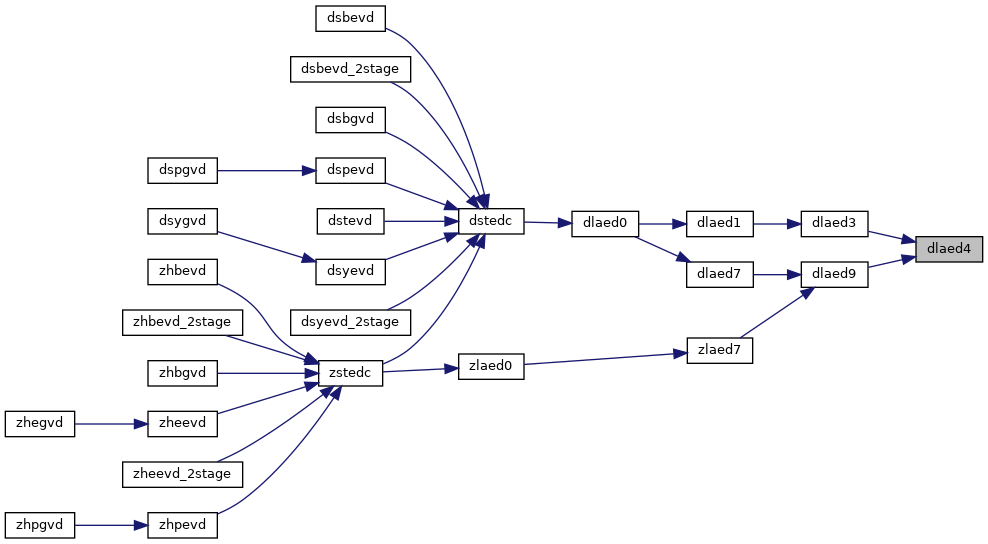 dsbevd
dsbevd_2stage
dsbgvd
dspgvd
dspevd
dsygvd
dstevd
dstedc
dlaed0
dlaed1
dlaed3
dlaed4
zhbevd
dsyevd
dlaed7
dlaed9
zhbevd_2stage
dsyevd_2stage
zlaed7
zhbgvd
zstedc
zlaed0
zhegvd
zheevd
zheevd_2stage
zhpgvd
zhpevd